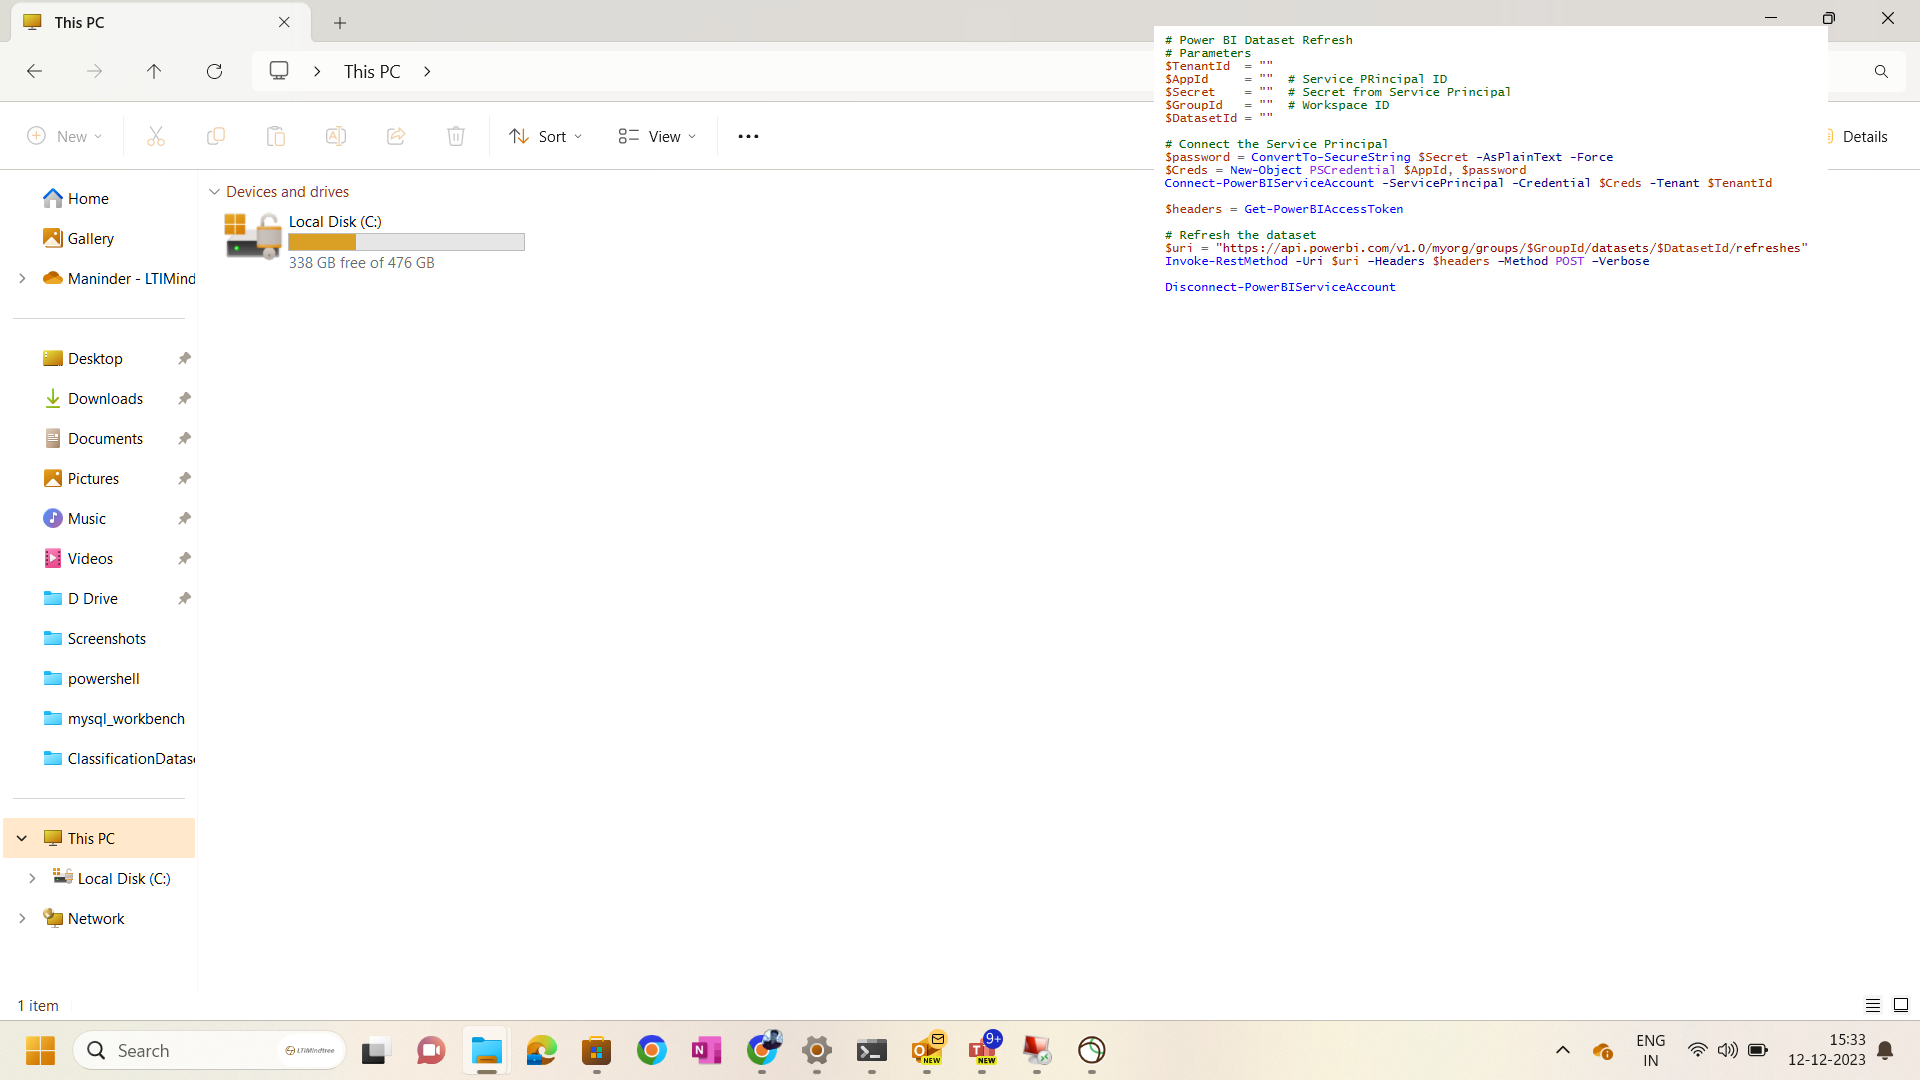 This PC
This PC
# Power BI Dataset Refresh
# Parameters
$TenantId  = ""
$AppId     = ""  # Service PRincipal ID
$Secret    = ""  # Secret from Service Principal
$GroupId   = ""  # Workspace ID
$DatasetId = ""
# Connect the Service Principal
$password = ConvertTo-SecureString $Secret -AsPlainText -Force
$Creds = New-Object PSCredential $AppId, $password
Connect-PowerBIServiceAccount -ServicePrincipal -Credential $Creds -Tenant $TenantId
$headers = Get-PowerBIAccessToken
# Refresh the dataset
$uri = "https://api.powerbi.com/v1.0/myorg/groups/$GroupId/datasets/$DatasetId/refreshes"
Invoke-RestMethod -Uri $uri -Headers $headers -Method POST -Verbose
Disconnect-PowerBIServiceAccount
New
Sort
View
Details
Home
Gallery
Maninder - LTIMind
Desktop
Downloads
Documents
Pictures
Music
Videos
D Drive
Screenshots
powershell
mysql_workbench
ClassificationDatas
This PC
Local Disk (C:)
Network
Devices and drives
Local Disk (C:)
338 GB free of 476 GB
1 item
Search
LTIMindtree
NEW
9+
NEW
ENG
IN
15:33
12-12-2023